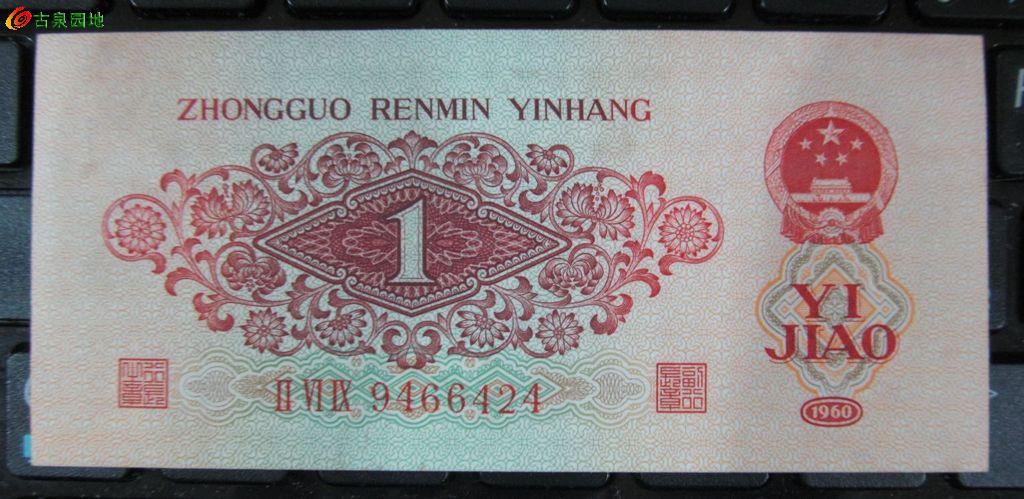 古泉园地
ZHONGGUO RENMIN YINHANG
1
YI
JIAO
II VI IX 9466424
1960